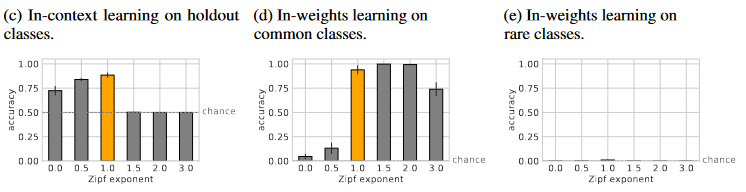 (c) In-context learning on holdout classes.
(d) In-weights learning on common classes.
(e) In-weights learning on rare classes.
accuracy
1.00
0.75
0.50
0.25
0.00
chance
0.0 0.5 1.0 1.5 2.0 3.0
Zipf exponent
accuracy
1.00
0.75
0.50
0.25
0.00
chance
0.0 0.5 1.0 1.5 2.0 3.0
Zipf exponent
accuracy
1.00
0.75
0.50
0.25
0.00
chance
0.0 0.5 1.0 1.5 2.0 3.0
Zipf exponent